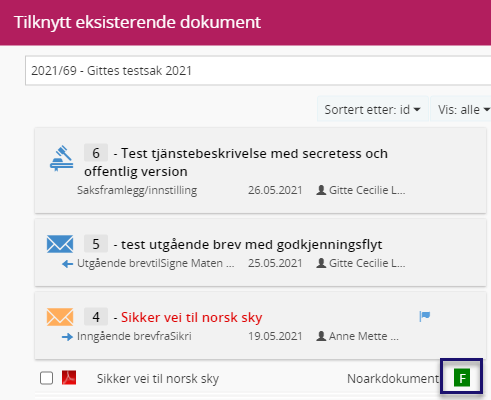 Tilknytt eksisterende dokument
2021/69 - Gittes testsak 2021
Sortert etter: id Vis: alle
6 - Test tjänstebeskrivelse med secretess och
offentlig version
Saksframlegg/innstilling 26.05.2021 Gitte Cecilie L...
5 - test utgående brev med godkjenningsflyt
Utgående brevtilSigne Maten ... 25.05.2021 Gitte Cecilie L...
4 - Sikker vei til norsk sky
Inngående brevfraSikri 19.05.2021 Anne Mette ...
Sikker vei til norsk sky Noarkdokument F